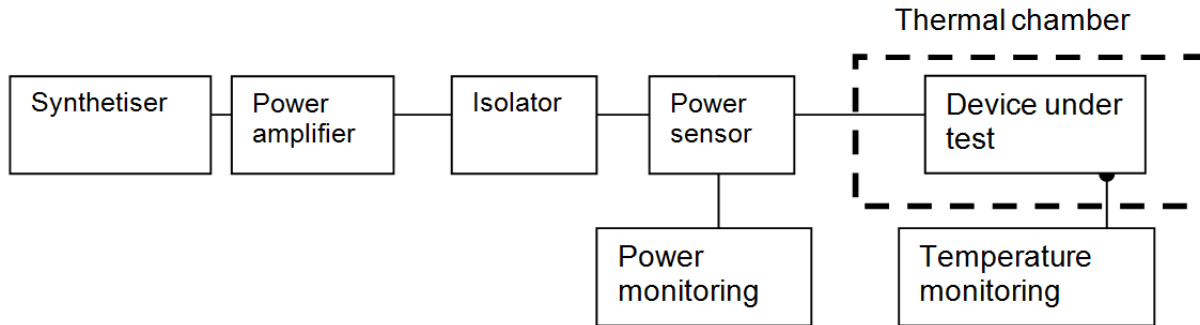 Thermal chamber
Synthetiser
Power
amplifier
Isolator
Power
sensor
Device under
test
Power
monitoring
Temperature
monitoring